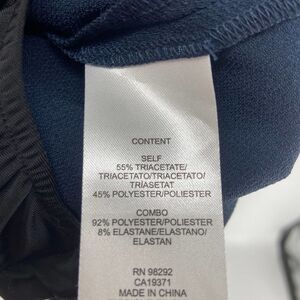 CONTENT
SELF
55% TRIACETATE/
TRIACETATO/TRIACETATO/
TRÍASETAT
45% POLYESTER/POLIESTER
COMBO
92% POLYESTER/POLIESTER
8% ELASTANE/ELASTANO/
ELASTAN
RN 98292
CA19371
MADE IN CHINA